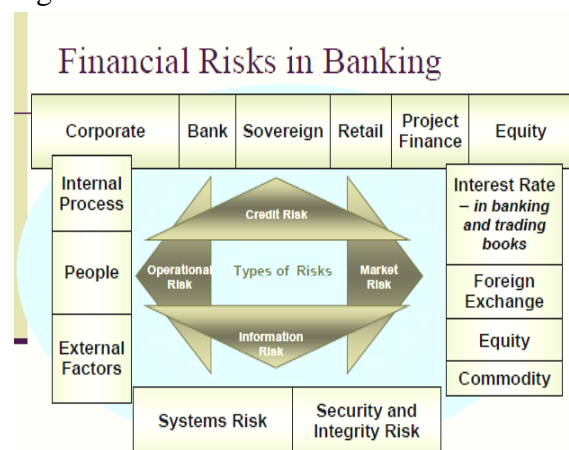 Financial Risks in Banking
Corporate
Bank
Sovereign
Retail
Project
Finance
Equity
Internal
Process
People
External
Factors
Credit Risk
Operational
Risk
Types of Risks
Market
Risk
Information
Risk
Interest Rate
– in banking
and trading
books
Foreign
Exchange
Equity
Commodity
Systems Risk
Security and
Integrity Risk